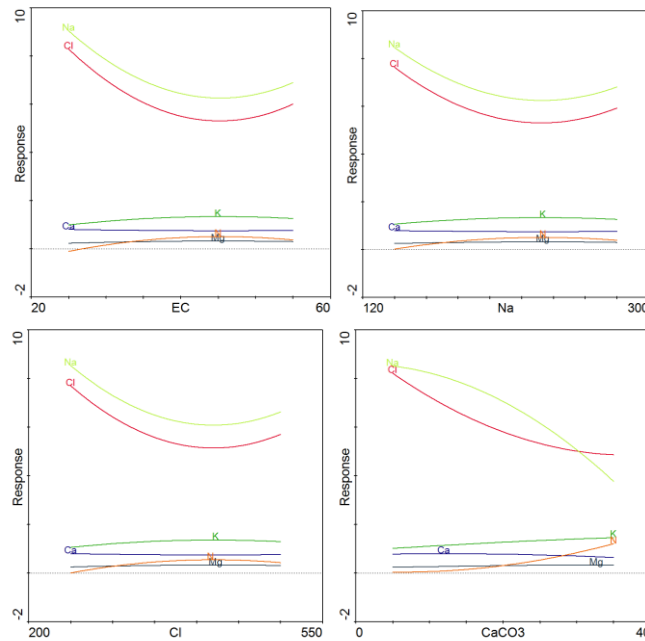 10
Na
Cl
Response
K
Ca
N
Mg
-2
20
EC
60
10
Na
Cl
Response
K
Ca
N
Mg
-2
120
Na
300
10
Na
Cl
Response
K
Ca
N
Mg
-2
200
Cl
550
10
Na
Cl
Response
K
N
Ca
Mg
-2
0
CaCO3
40